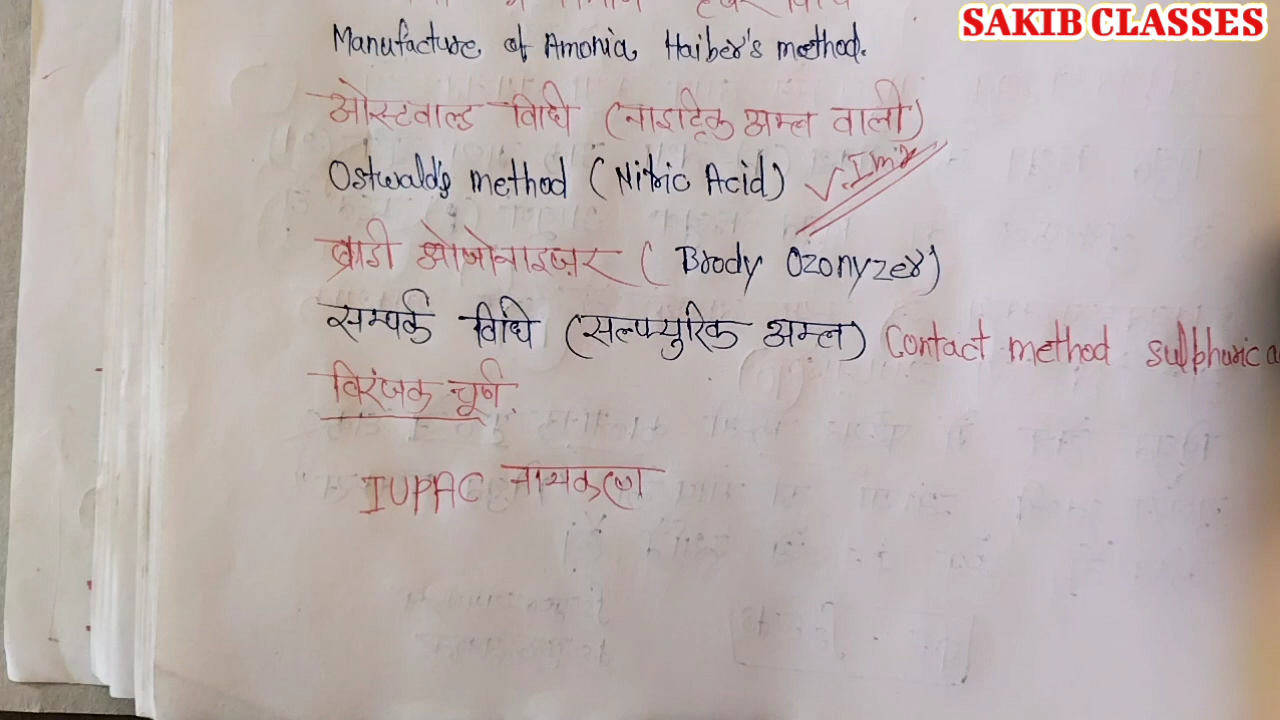 SAKIB CLASSES
Manufacture of Amonia Haiber's method.
ओस्टवाल्ड विधि (नाइट्रिक अम्ल वाली)
Ostwald's method (Nitric Acid) ✓ Imp
ब्राडी ओजोनाइज़र ( Brody Ozonyzer)
सम्पर्क विधि (सल्फ्युरिक अम्ल) Contact method sulphuric a
विरंजक चूर्ण
IUPAC नामकरण